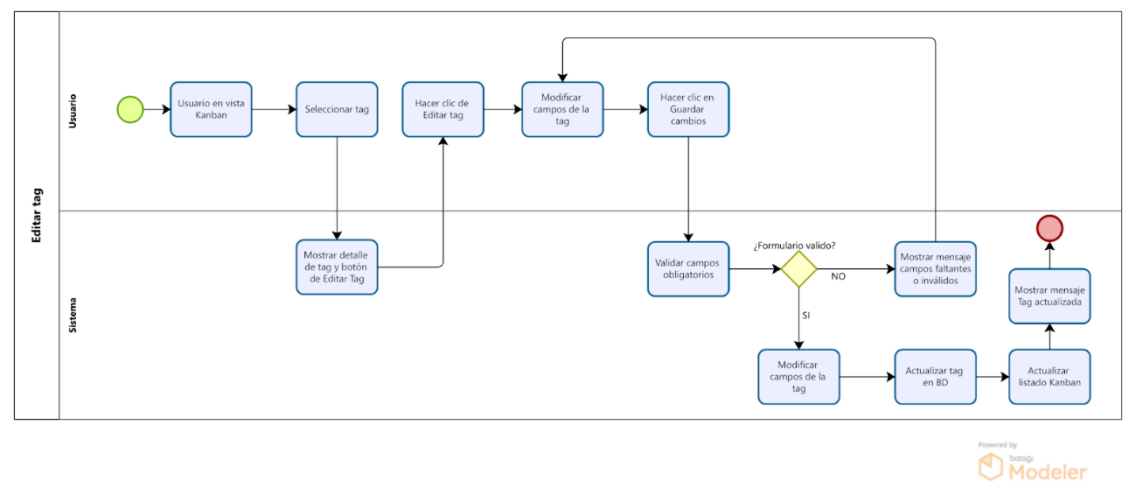 Editar tag
Usuario
Usuario en vista
Kanban
Seleccionar tag
Hacer clic de
Editar tag
Modificar
campos de la
tag
Hacer clic en
Guardar
cambios
Sistema
Mostrar detalle
de tag y botón
de Editar Tag
Validar campos
obligatorios
¿Formulario valido?
NO
Mostrar mensaje
campos faltantes
o inválidos
SI
Mostrar mensaje
Tag actualizada
Modificar
campos de la
tag
Actualizar tag
en BD
Actualizar
listado Kanban
Powered by
bizagi
Modeler